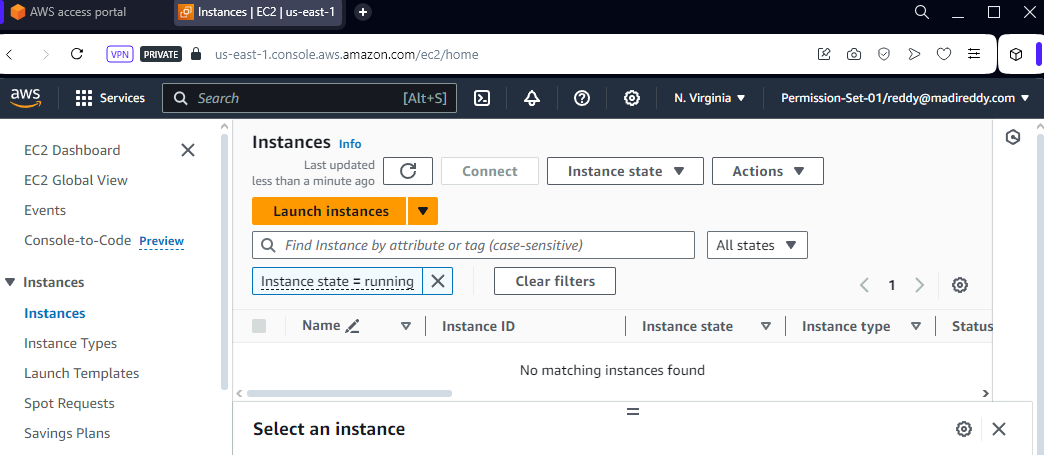 AWS access portal
Instances | EC2 | us-east-1
VPN PRIVATE us-east-1.console.aws.amazon.com/ec2/home
aws Services Search [Alt+S] N. Virginia Permission-Set-01/reddy@madireddy.com
EC2 Dashboard
EC2 Global View
Events
Console-to-Code Preview
Instances
Instances
Instance Types
Launch Templates
Spot Requests
Savings Plans
Instances Info
Last updated
less than a minute ago
Connect Instance state Actions
Launch instances
Find Instance by attribute or tag (case-sensitive) All states
Instance state = running Clear filters 1
Name Instance ID Instance state Instance type Status
No matching instances found
Select an instance